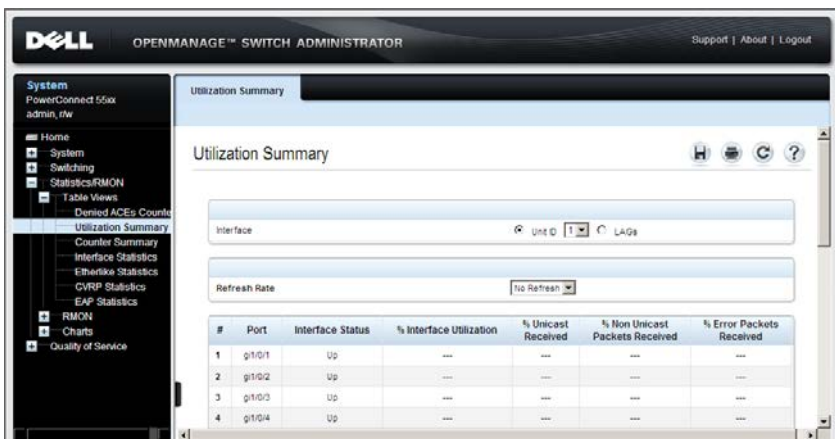 DELL
OPENMANAGE™ SWITCH ADMINISTRATOR
Support | About | Logout
System
PowerConnect 55xx
admin, r/w
Home
System
Switching
Statistics/RMON
Table Views
Denied ACEs Counte
Utilization Summary
Counter Summary
Interface Statistics
Etherlike Statistics
GVRP Statistics
EAP Statistics
RMON
Charts
Quality of Service
Utilization Summary
Utilization Summary
Interface
Unit ID 1 LAGs
Refresh Rate
No Refresh
# Port Interface Status % Interface Utilization % Unicast Received % Non Unicast Packets Received % Error Packets Received
1 gi1/0/1 Up --- --- --- ---
2 gi1/0/2 Up --- --- --- ---
3 gi1/0/3 Up --- --- --- ---
4 gi1/0/4 Up --- --- --- ---